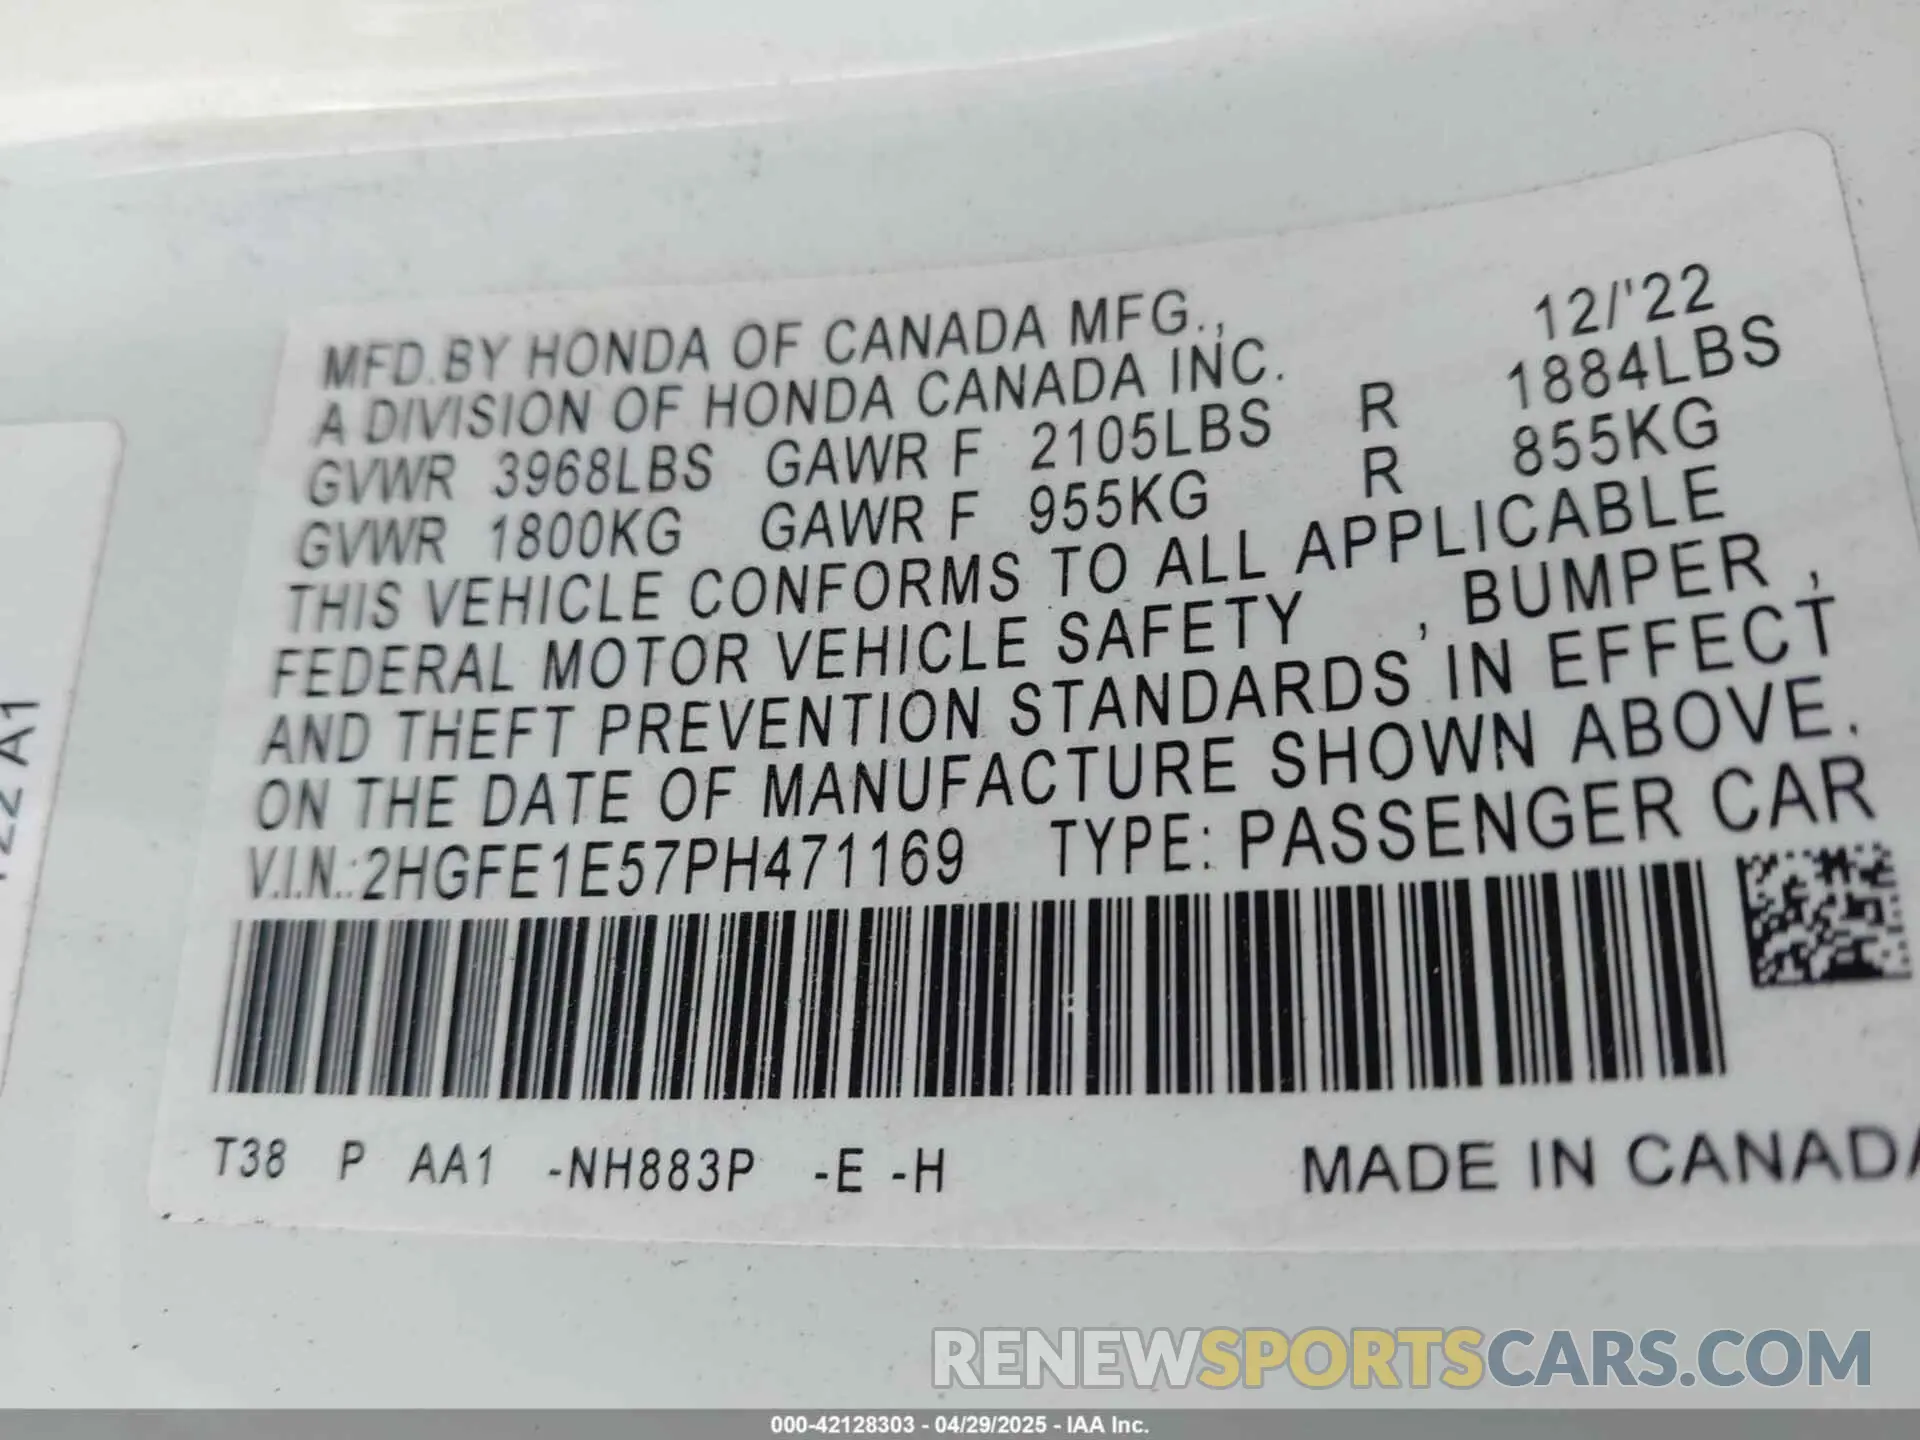 MFD.BY HONDA OF CANADA MFG., 12/'22
A DIVISION OF HONDA CANADA INC.
GVWR 3968LBS GAWR F 2105LBS R 1884LBS
GVWR 1800KG GAWR F 955KG R 855KG
THIS VEHICLE CONFORMS TO ALL APPLICABLE
FEDERAL MOTOR VEHICLE SAFETY , BUMPER ,
AND THEFT PREVENTION STANDARDS IN EFFECT
ON THE DATE OF MANUFACTURE SHOWN ABOVE.
V.I.N.:2HGFE1E57PH471169 TYPE: PASSENGER CAR
T38 P AA1 -NH883P -E -H MADE IN CANADA
A1
RENEWSPORTSCARS.COM
000-42128303 - 04/29/2025 - IAA Inc.